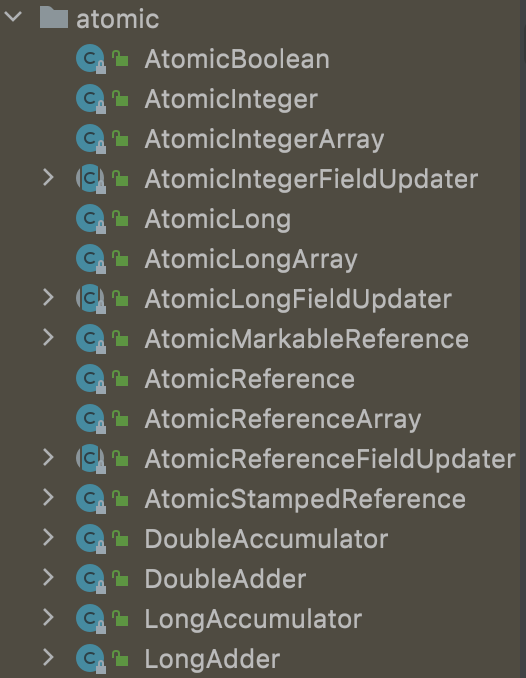 atomic
AtomicBoolean
AtomicInteger
AtomicIntegerArray
AtomicIntegerFieldUpdater
AtomicLong
AtomicLongArray
AtomicLongFieldUpdater
AtomicMarkableReference
AtomicReference
AtomicReferenceArray
AtomicReferenceFieldUpdater
AtomicStampedReference
DoubleAccumulator
DoubleAdder
LongAccumulator
LongAdder